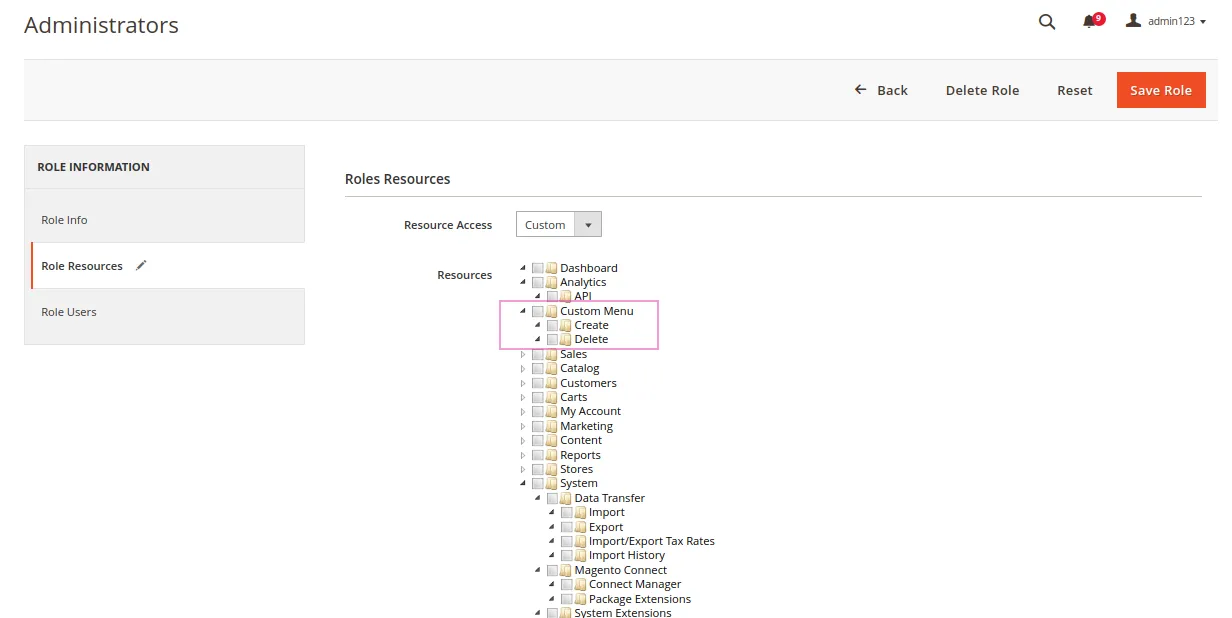 Administrators
9
admin123
Back
Delete Role
Reset
Save Role
ROLE INFORMATION
Role Info
Role Resources
Role Users
Roles Resources
Resource Access
Custom
Resources
Dashboard
Analytics
API
Custom Menu
Create
Delete
Sales
Catalog
Customers
Carts
My Account
Marketing
Content
Reports
Stores
System
Data Transfer
Import
Export
Import/Export Tax Rates
Import History
Magento Connect
Connect Manager
Package Extensions
System Extensions